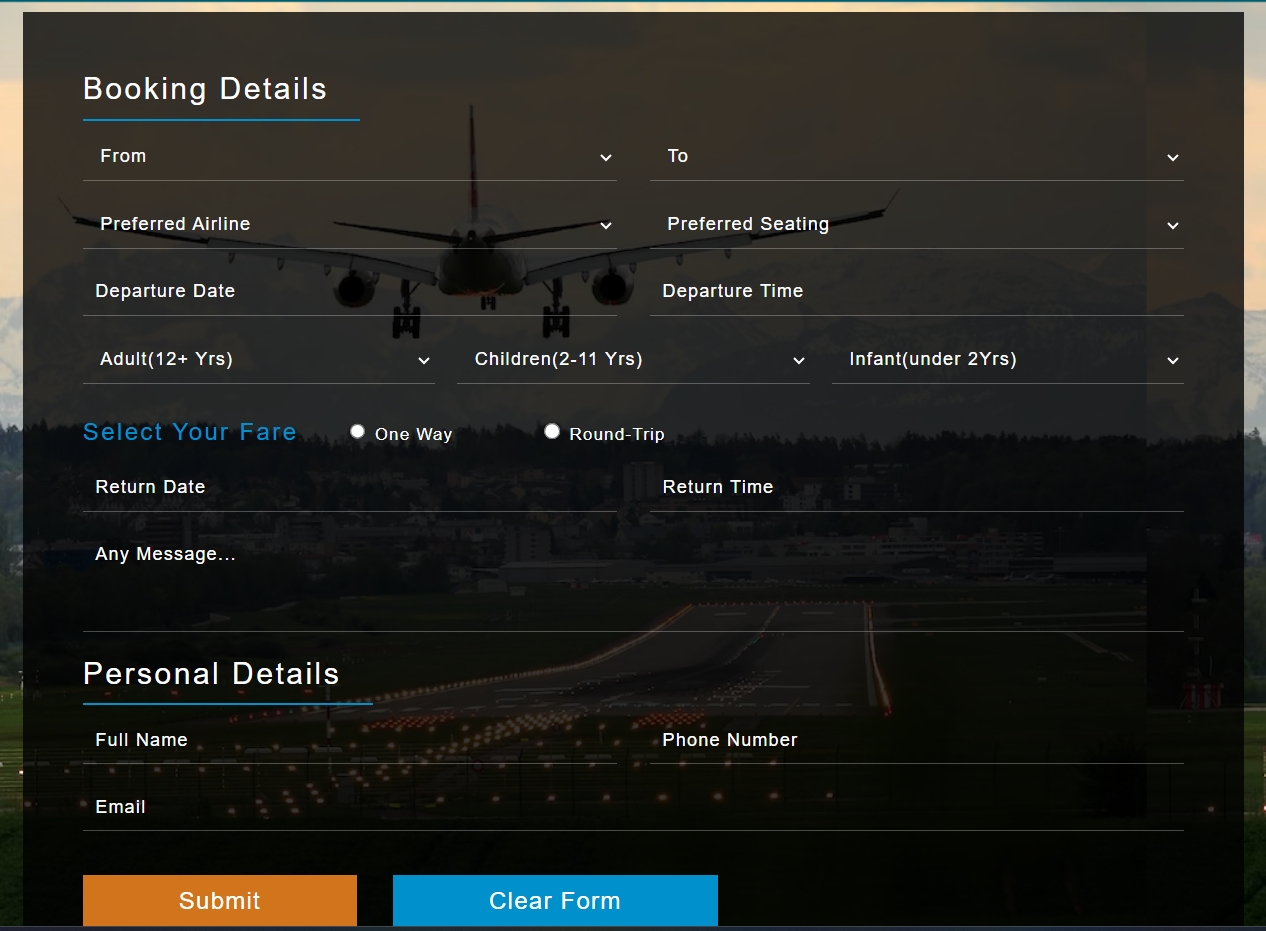 Booking Details
From To
Preferred Airline Preferred Seating
Departure Date Departure Time
Adult(12+ Yrs) Children(2-11 Yrs) Infant(under 2Yrs)
Select Your Fare One Way Round-Trip
Return Date Return Time
Any Message...
Personal Details
Full Name Phone Number
Email
Submit Clear Form